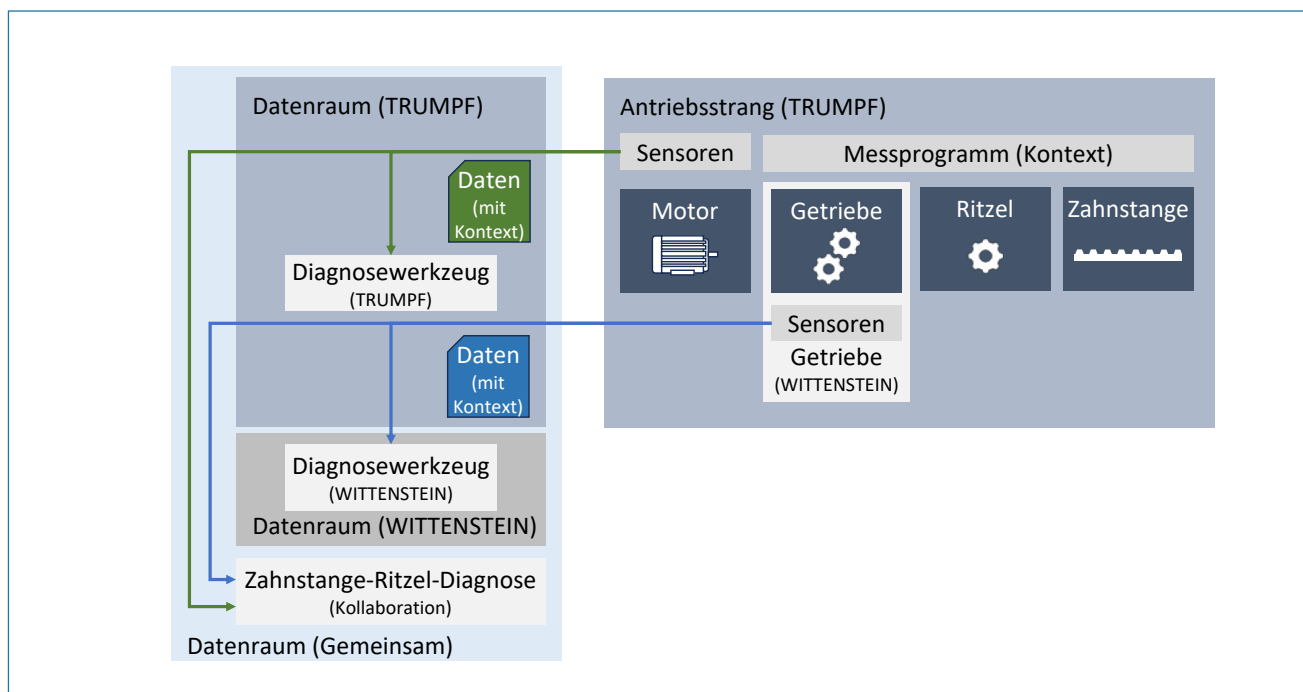 Datenraum (TRUMPF)
Daten
(mit
Kontext)
Diagnosewerkzeug
(TRUMPF)
Daten
(mit
Kontext)
Diagnosewerkzeug
(WITTENSTEIN)
Datenraum (WITTENSTEIN)
Zahnstange-Ritzel-Diagnose
(Kollaboration)
Datenraum (Gemeinsam)
Antriebsstrang (TRUMPF)
Sensoren
Messprogramm (Kontext)
Motor
Getriebe
Ritzel
Zahnstange
Sensoren
Getriebe
(WITTENSTEIN)